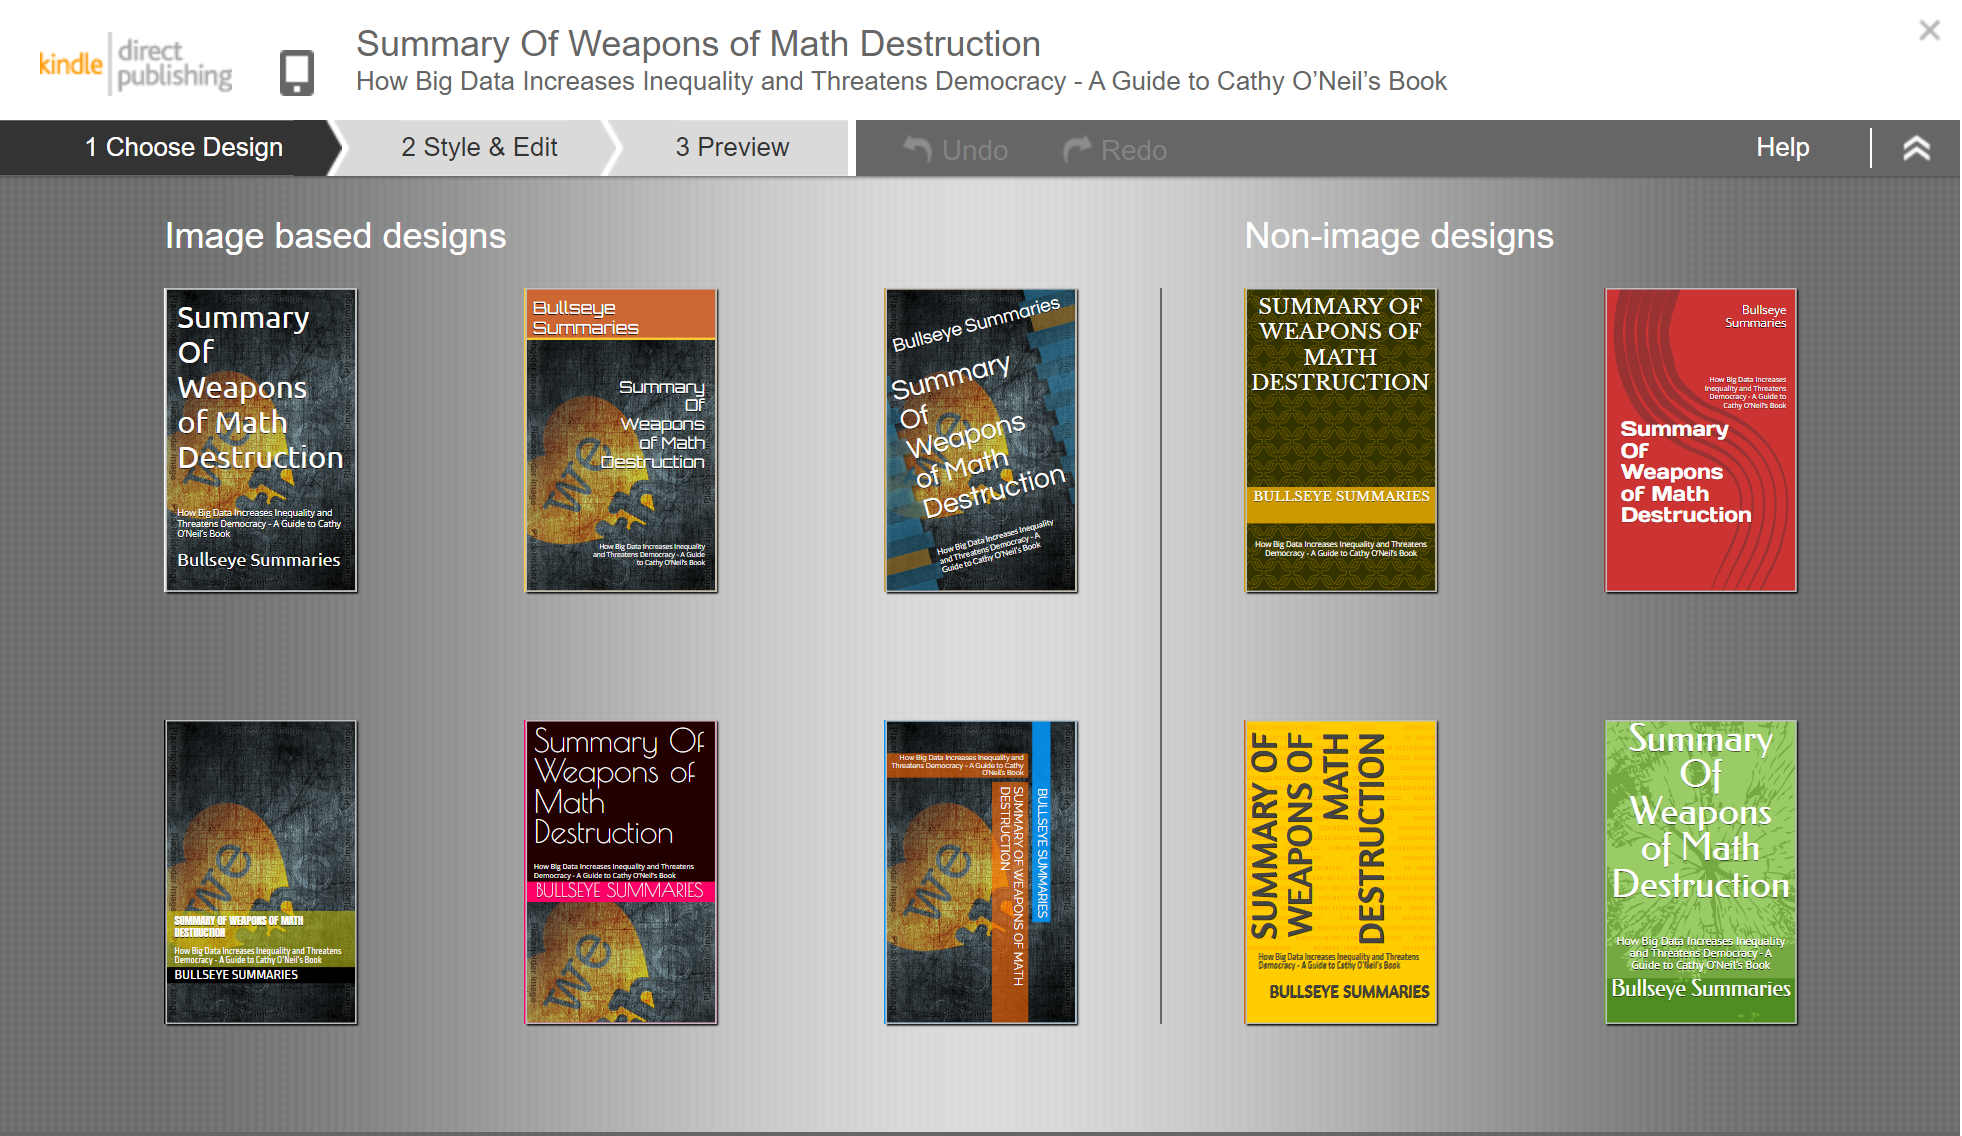 kindle direct publishing
Summary Of Weapons of Math Destruction
How Big Data Increases Inequality and Threatens Democracy - A Guide to Cathy O’Neil’s Book
1 Choose Design
2 Style & Edit
3 Preview
Undo
Redo
Help
Image based designs
Non-image designs
Summary
Of
Weapons
of Math
Destruction
we
How Big Data Increases Inequality and
Threatens Democracy - A Guide to Cathy
O'Neil's Book
Bullseye Summaries
Bullseye
Summaries
Summary
Of
Weapons
of Math
Destruction
we
How Big Data Increases Inequality
and Threatens Democracy - A Guide
to Cathy O'Neil's Book
Bullseye Summaries
Summary
Of
Weapons
of Math
Destruction
How Big Data Increases Inequality
and Threatens Democracy - A
Guide to Cathy O'Neil's Book
SUMMARY OF
WEAPONS OF
MATH
DESTRUCTION
BULLSEYE SUMMARIES
How Big Data Increases Inequality and Threatens
Democracy - A Guide to Cathy O'Neil's Book
Bullseye
Summaries
How Big Data Increases
Inequality and Threatens
Democracy - A Guide to
Cathy O'Neil's Book
Summary
Of
Weapons
of Math
Destruction
Placeholder Image
we
SUMMARY OF WEAPONS OF MATH
DESTRUCTION
How Big Data Increases Inequality and Threatens
Democracy - A Guide to Cathy O'Neil's Book
BULLSEYE SUMMARIES
Summary Of
Weapons of
Math
Destruction
How Big Data Increases Inequality and Threatens
Democracy - A Guide to Cathy O'Neil's Book
BULLSEYE SUMMARIES
we
How Big Data Increases Inequality and
Threatens Democracy - A Guide to Cathy
O'Neil's Book
SUMMARY OF WEAPONS OF MATH
DESTRUCTION
BULLSEYE SUMMARIES
we
SUMMARY OF
WEAPONS OF
MATH
DESTRUCTION
How Big Data Increases Inequality and Threatens
Democracy - A Guide to Cathy O'Neil's Book
BULLSEYE SUMMARIES
Summary
Of
Weapons
of Math
Destruction
How Big Data Increases Inequality
and Threatens Democracy - A
Guide to Cathy O'Neil's Book
Bullseye Summaries